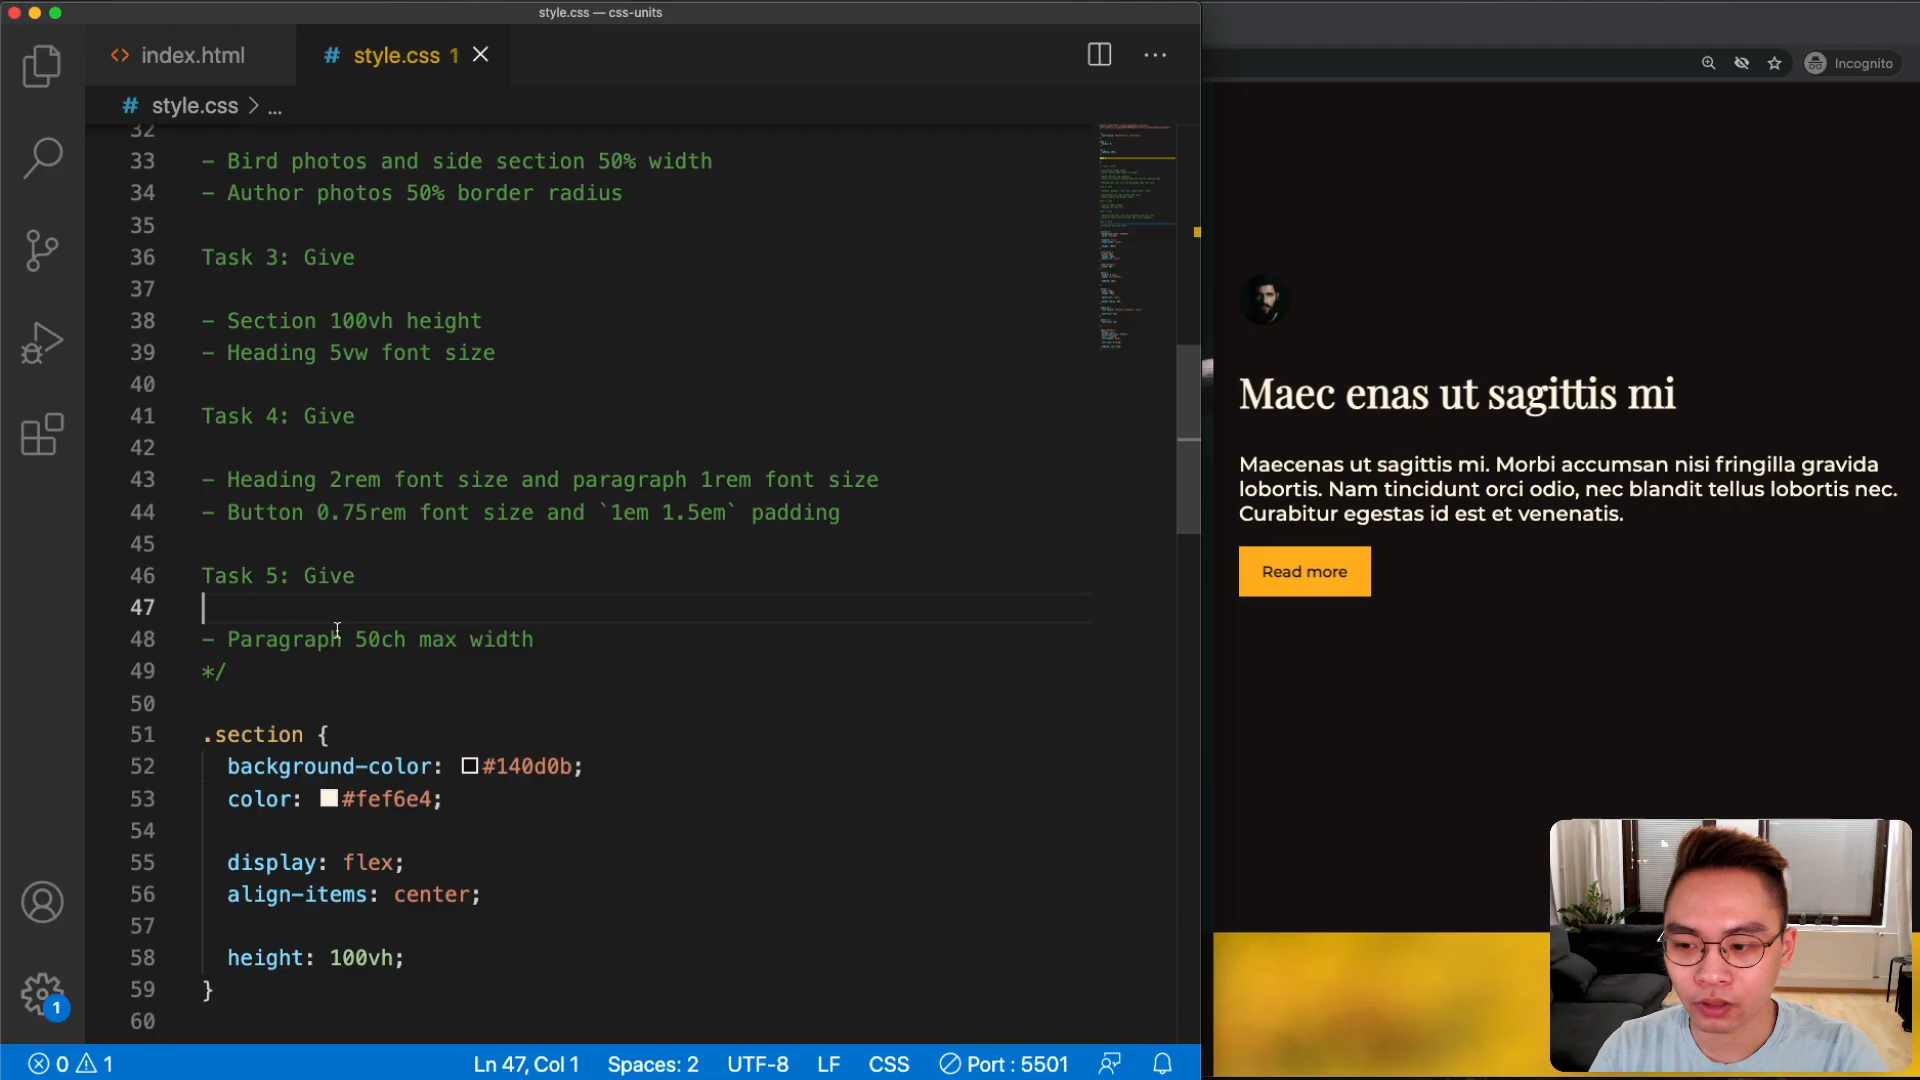 style.css — css-units
index.html
# style.css 1
# style.css > ...
32
33 - Bird photos and side section 50% width
34 - Author photos 50% border radius
35
36 Task 3: Give
37
38 - Section 100vh height
39 - Heading 5vw font size
40
41 Task 4: Give
42
43 - Heading 2rem font size and paragraph 1rem font size
44 - Button 0.75rem font size and `1em 1.5em` padding
45
46 Task 5: Give
47
48 - Paragraph 50ch max width
49 */
50
51 .section {
52 background-color: #140d0b;
53 color: #fef6e4;
54
55 display: flex;
56 align-items: center;
57
58 height: 100vh;
59 }
60
1
0 1 Ln 47, Col 1 Spaces: 2 UTF-8 LF CSS Port : 5501
Incognito
Maec enas ut sagittis mi
Maecenas ut sagittis mi. Morbi accumsan nisi fringilla gravida
lobortis. Nam tincidunt orci odio, nec blandit tellus lobortis nec.
Curabitur egestas id est et venenatis.
Read more